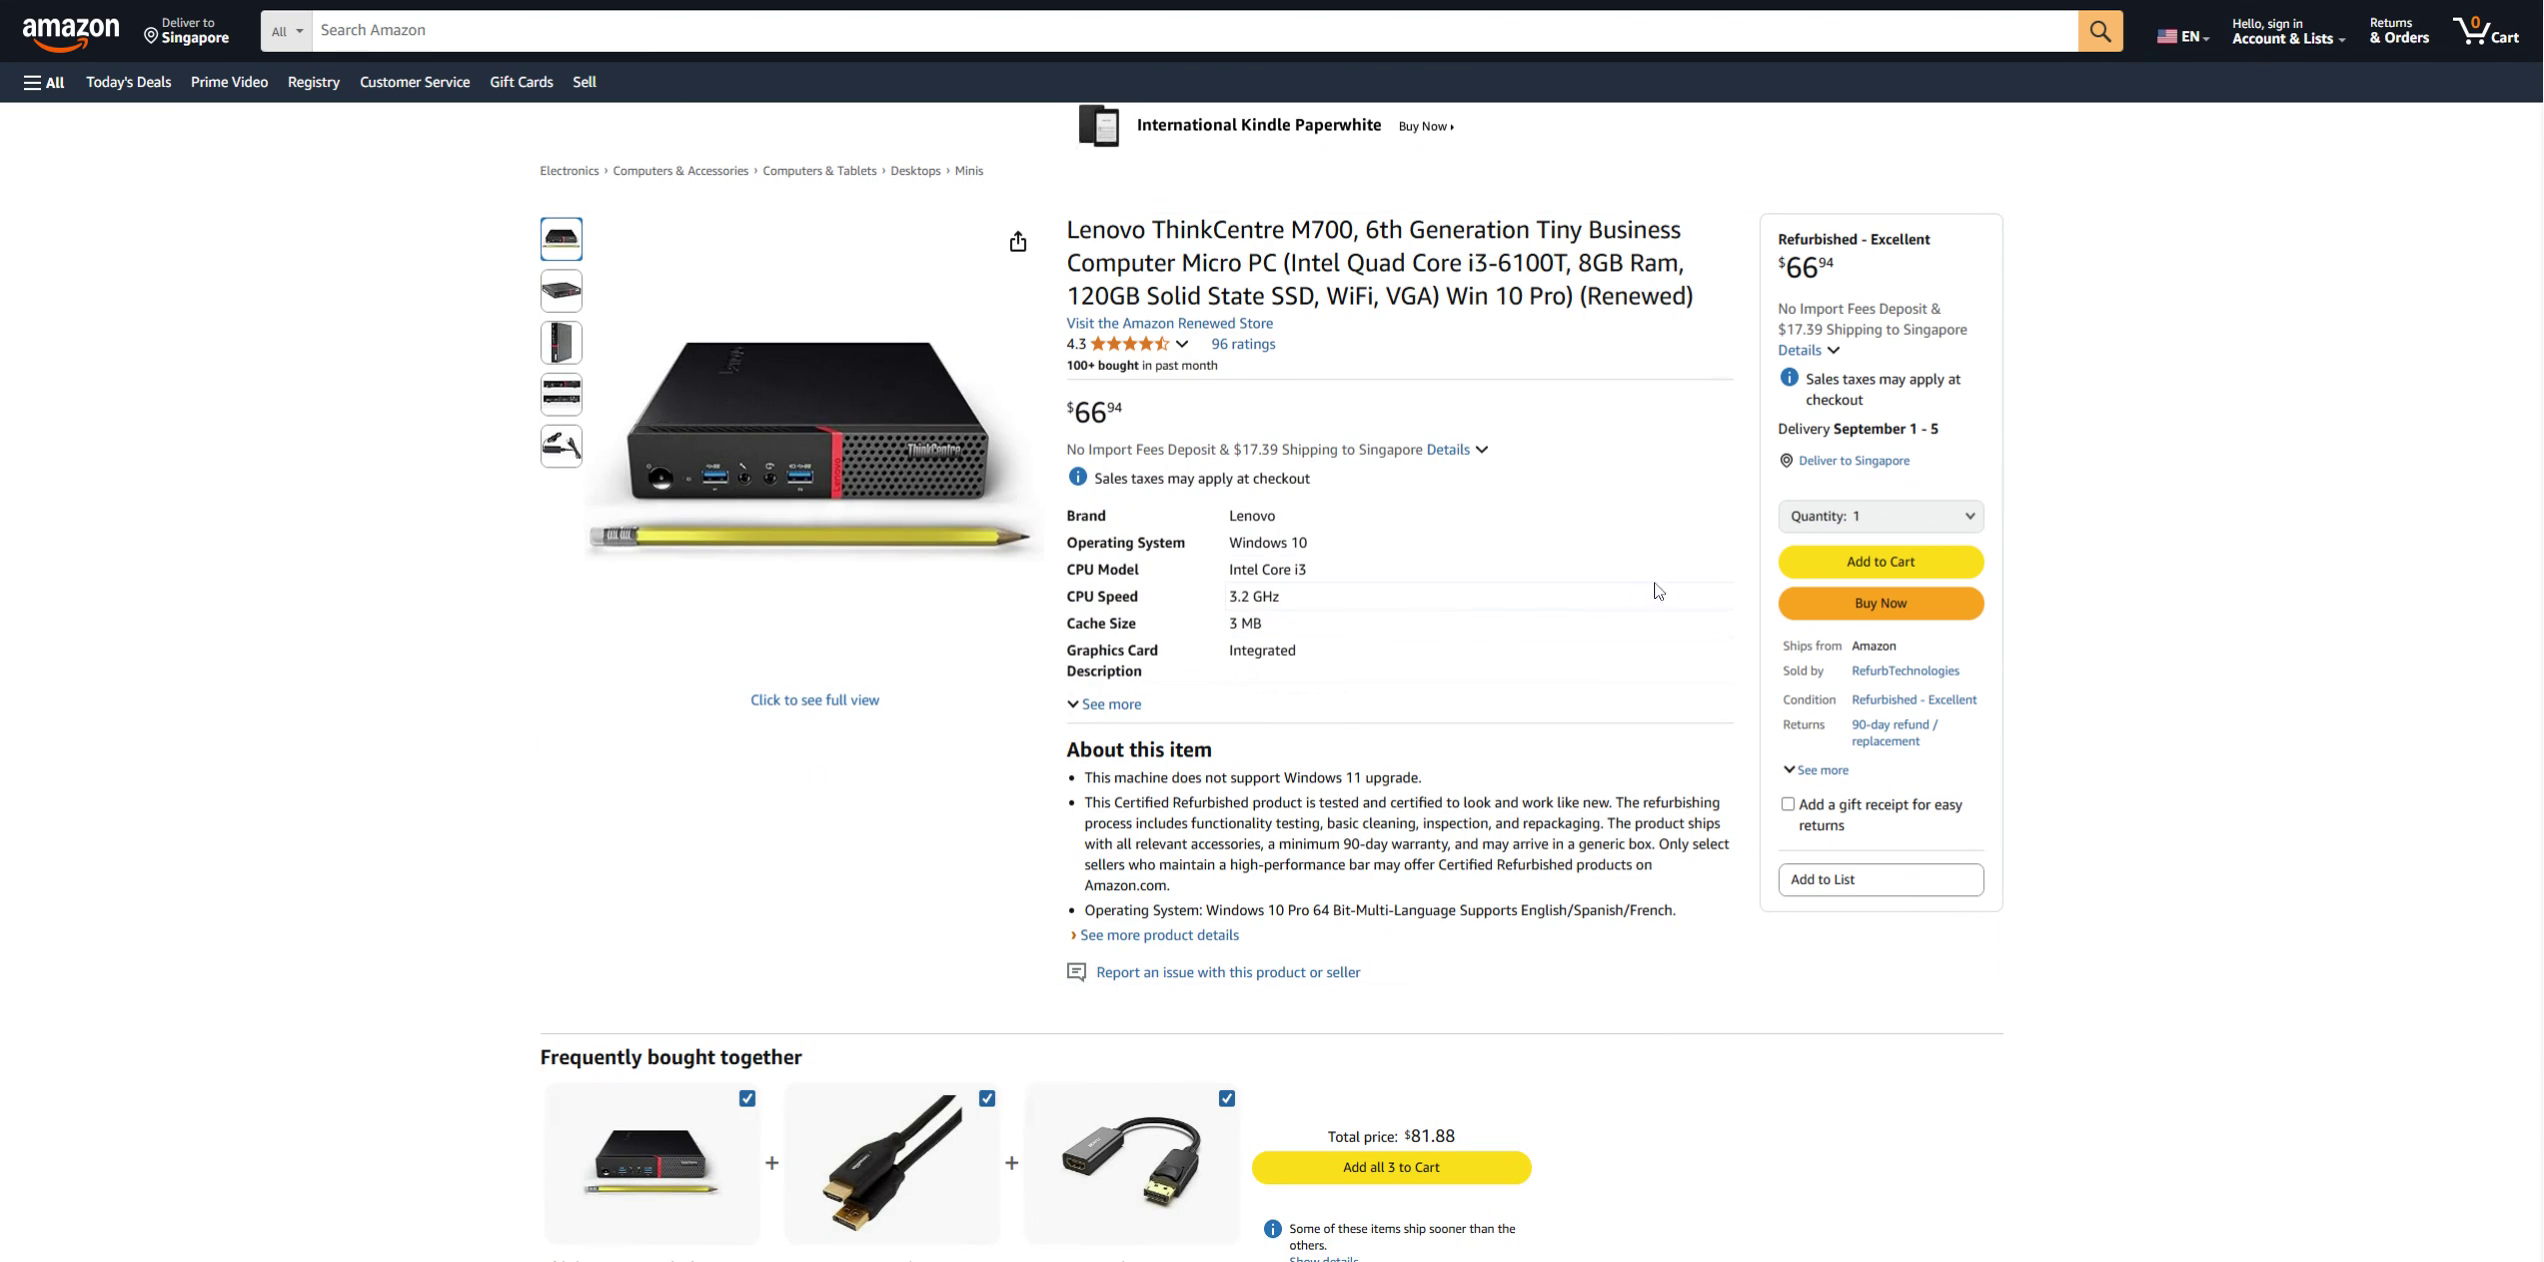 amazon
Deliver to
Singapore
All
Search Amazon
EN
Hello, sign in
Account & Lists
Returns
& Orders
0
Cart
All
Today's Deals
Prime Video
Registry
Customer Service
Gift Cards
Sell
International Kindle Paperwhite
Buy Now
Electronics › Computers & Accessories › Computers & Tablets › Desktops › Minis
ThinkCentre
Click to see full view
Lenovo ThinkCentre M700, 6th Generation Tiny Business
Computer Micro PC (Intel Quad Core i3-6100T, 8GB Ram,
120GB Solid State SSD, WiFi, VGA) Win 10 Pro) (Renewed)
Visit the Amazon Renewed Store
4.3
96 ratings
100+ bought in past month
$66 94
No Import Fees Deposit & $17.39 Shipping to Singapore Details
Sales taxes may apply at checkout
Brand Lenovo
Operating System Windows 10
CPU Model Intel Core i3
CPU Speed 3.2 GHz
Cache Size 3 MB
Graphics Card Integrated
Description
See more
About this item
• This machine does not support Windows 11 upgrade.
• This Certified Refurbished product is tested and certified to look and work like new. The refurbishing
process includes functionality testing, basic cleaning, inspection, and repackaging. The product ships
with all relevant accessories, a minimum 90-day warranty, and may arrive in a generic box. Only select
sellers who maintain a high-performance bar may offer Certified Refurbished products on
Amazon.com.
• Operating System: Windows 10 Pro 64 Bit-Multi-Language Supports English/Spanish/French.
› See more product details
Report an issue with this product or seller
Refurbished - Excellent
$66 94
No Import Fees Deposit &
$17.39 Shipping to Singapore
Details
Sales taxes may apply at
checkout
Delivery September 1 - 5
Deliver to Singapore
Quantity: 1
Add to Cart
Buy Now
Ships from Amazon
Sold by RefurbTechnologies
Condition Refurbished - Excellent
Returns 90-day refund /
replacement
See more
Add a gift receipt for easy
returns
Add to List
Frequently bought together
+
+
Total price: $81.88
Add all 3 to Cart
Some of these items ship sooner than the
others.
Show details